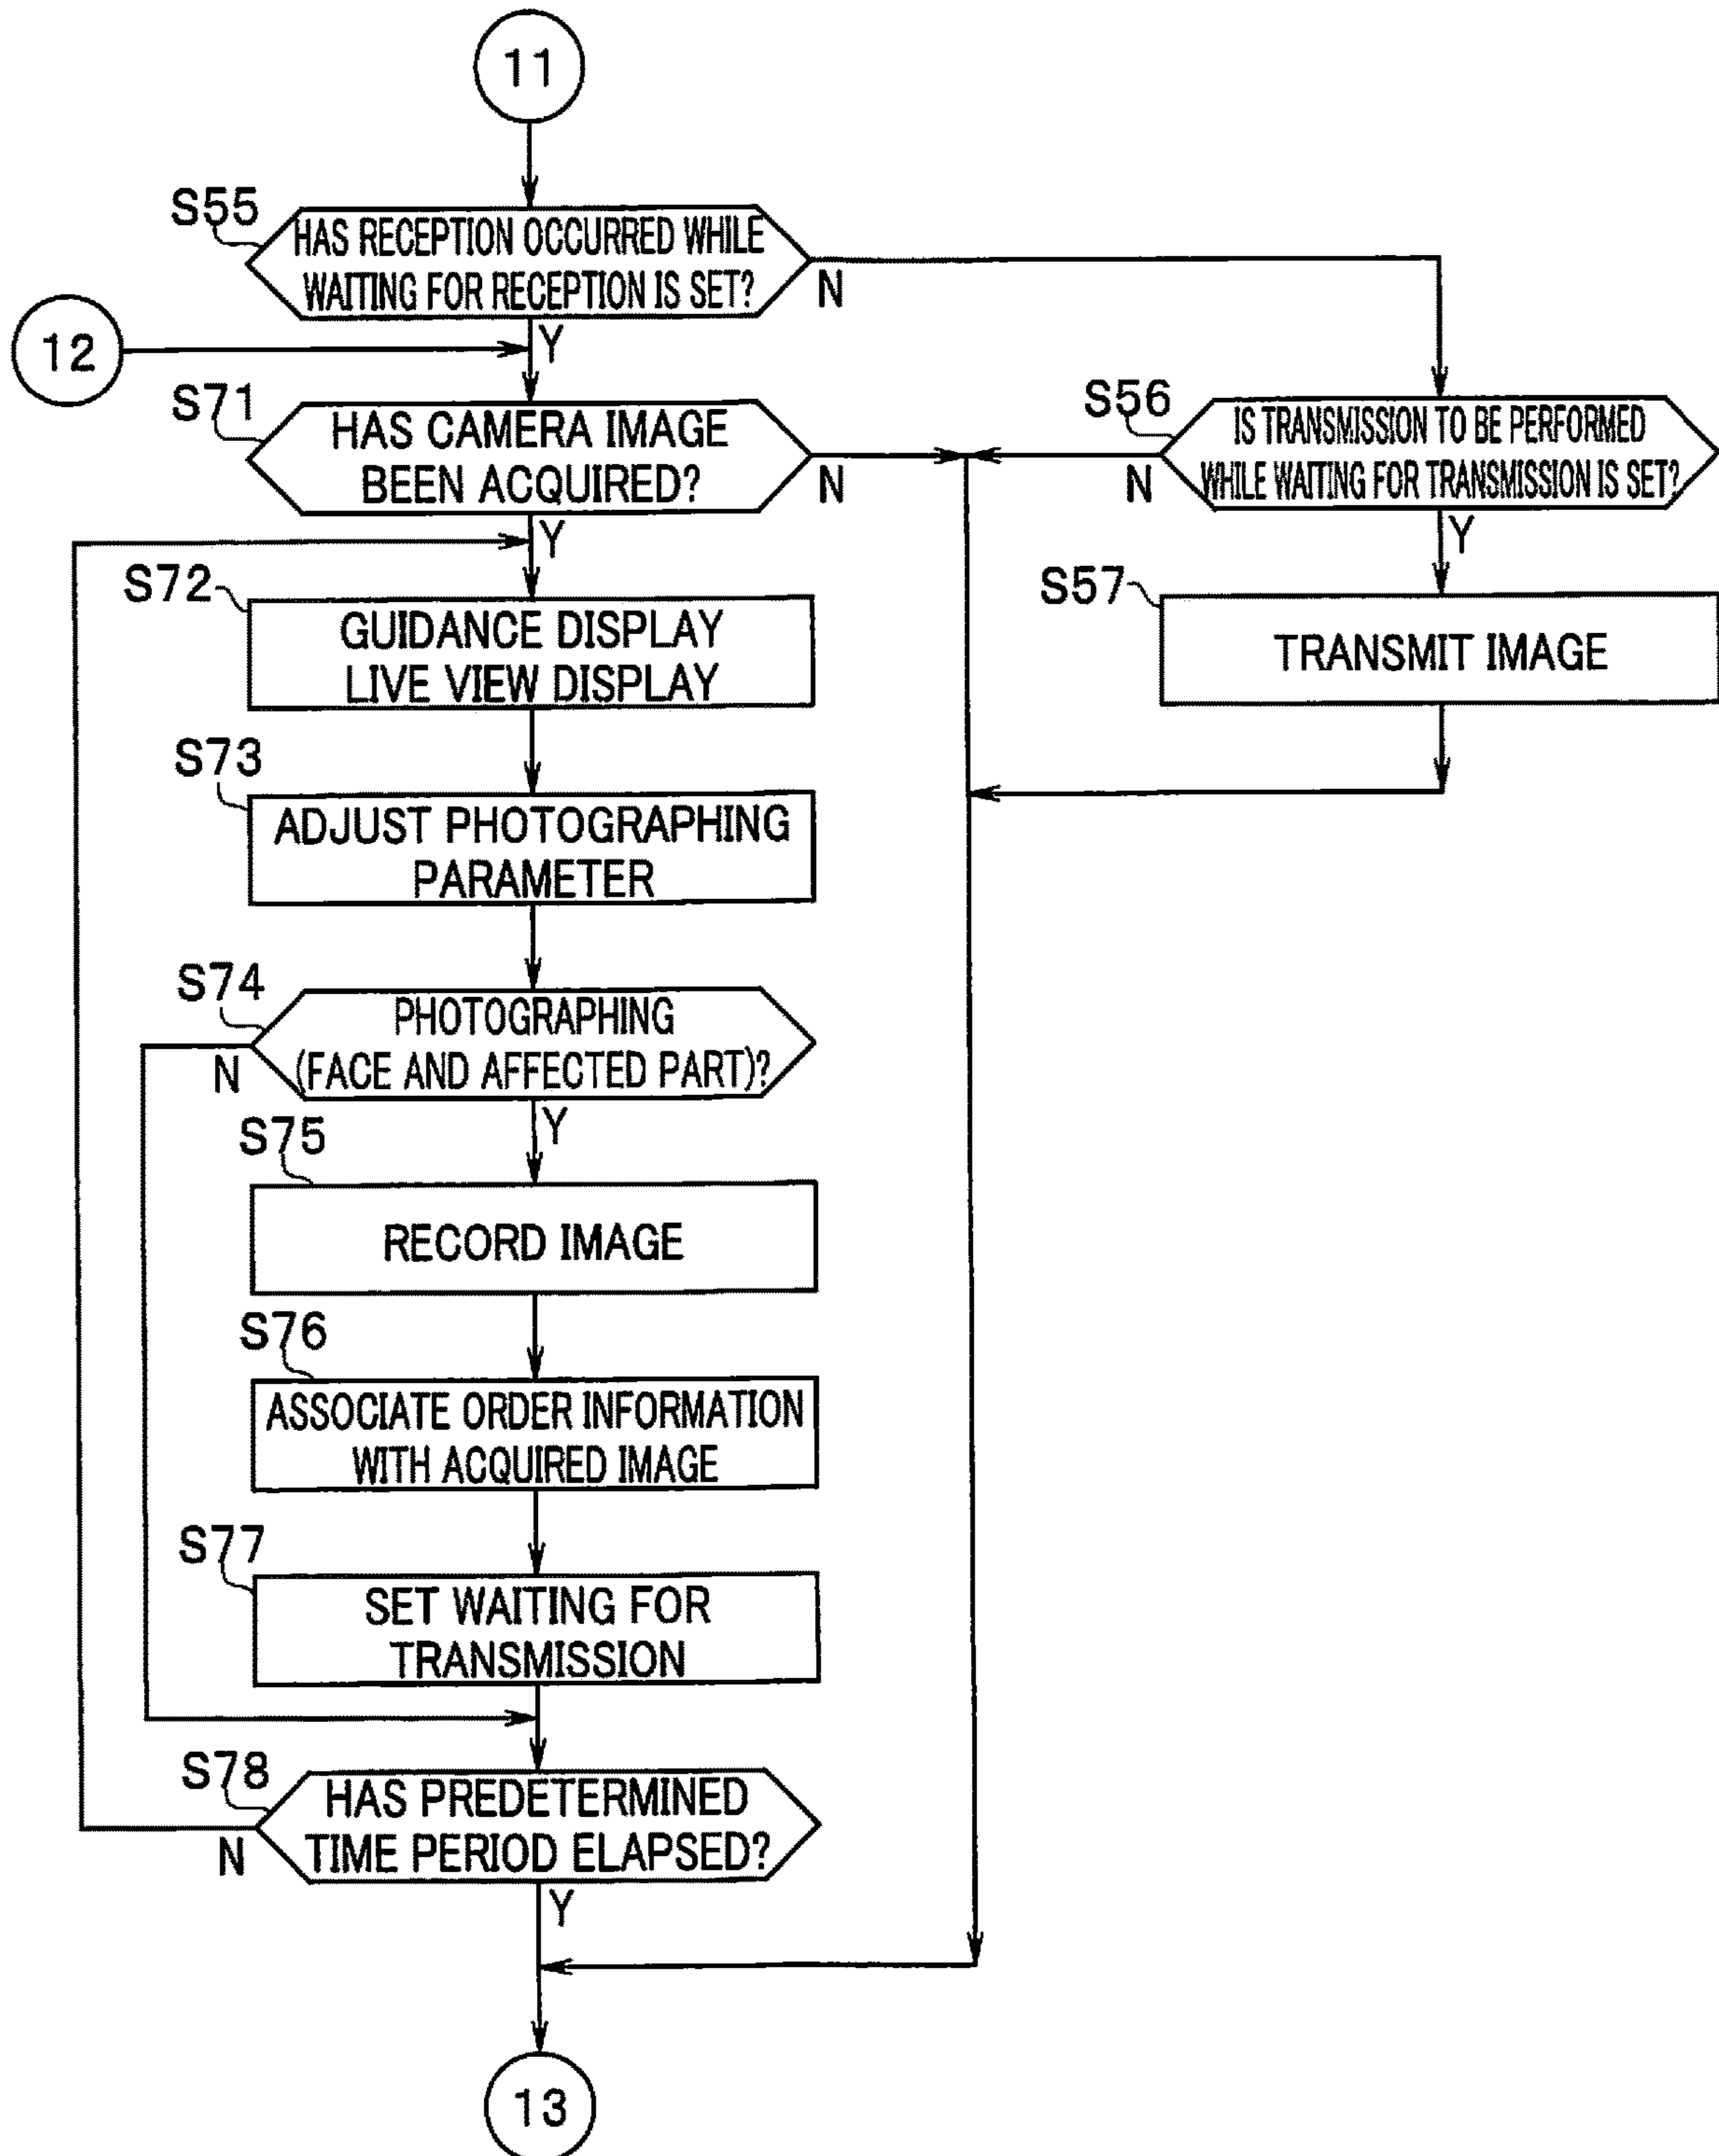 11
S55
HAS RECEPTION OCCURRED WHILE
WAITING FOR RECEPTION IS SET?
N
Y
12
S71
HAS CAMERA IMAGE
BEEN ACQUIRED?
N
Y
S56
IS TRANSMISSION TO BE PERFORMED
WHILE WAITING FOR TRANSMISSION IS SET?
N
Y
S72
GUIDANCE DISPLAY
LIVE VIEW DISPLAY
S57
TRANSMIT IMAGE
S73
ADJUST PHOTOGRAPHING
PARAMETER
S74
PHOTOGRAPHING
(FACE AND AFFECTED PART)?
N
Y
S75
RECORD IMAGE
S76
ASSOCIATE ORDER INFORMATION
WITH ACQUIRED IMAGE
S77
SET WAITING FOR
TRANSMISSION
S78
HAS PREDETERMINED
TIME PERIOD ELAPSED?
N
Y
13